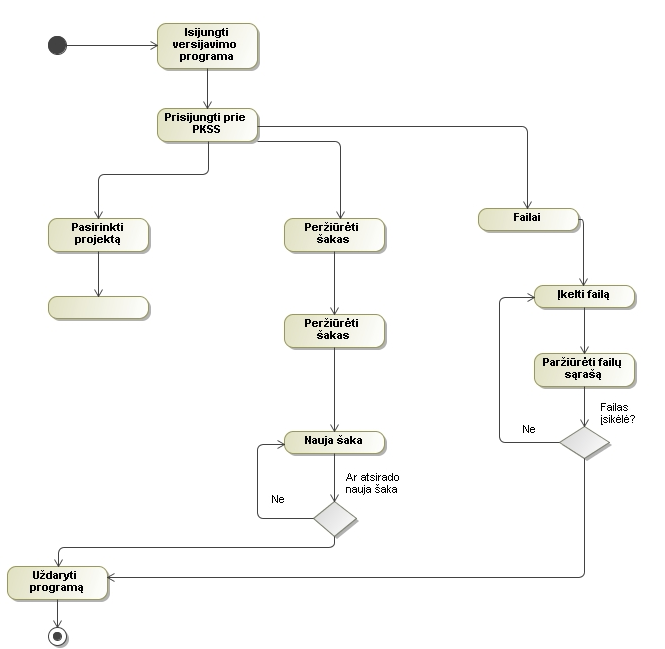 Isijungti
versijavimo
programa
Prisijungti prie
PKSS
Pasirinkti
projektą
Peržiūrėti
šakas
Failai
Įkelti failą
Peržiūrėti
šakas
Paržiūrėti failų
sąrašą
Failas
įsikėlė?
Ne
Nauja šaka
Ar atsirado
nauja šaka
Ne
Uždaryti
programą